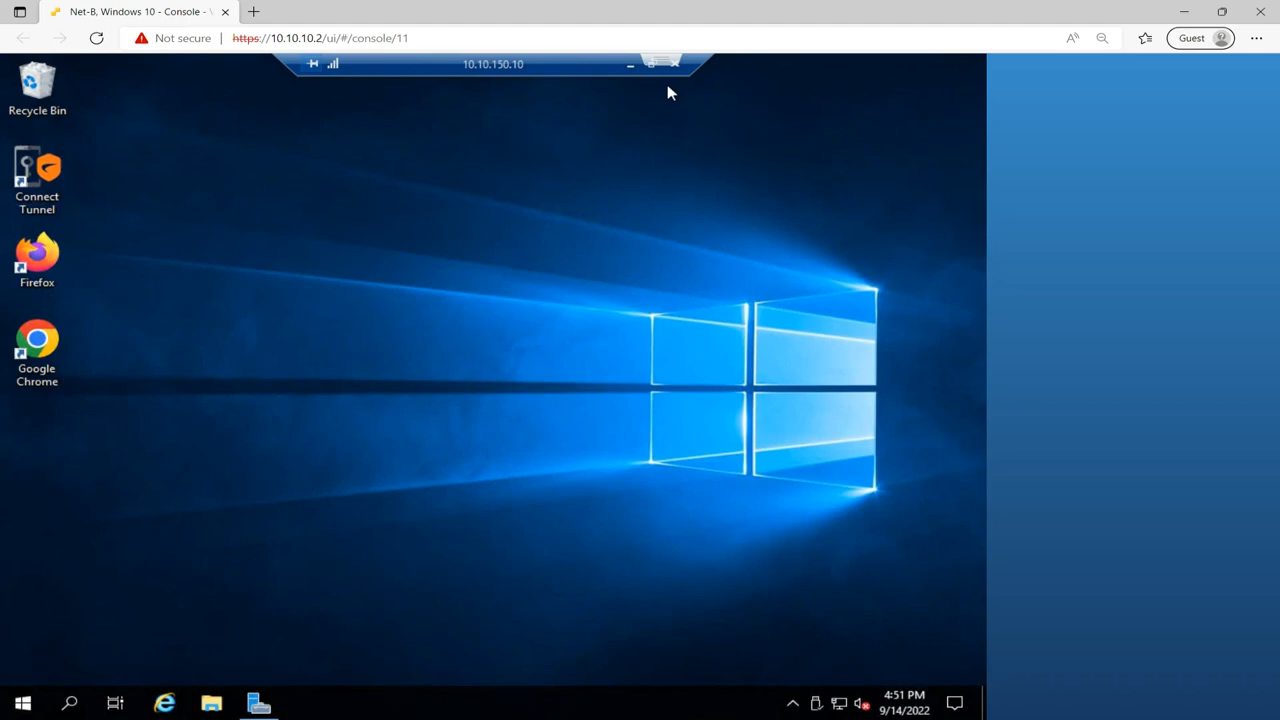 Net-B, Windows 10 - Console -
Not secure
https://10.10.10.2/ui/#/console/11
Guest
10.10.150.10
Recycle Bin
Connect
Tunnel
Firefox
Google
Chrome
4:51 PM
9/14/2022